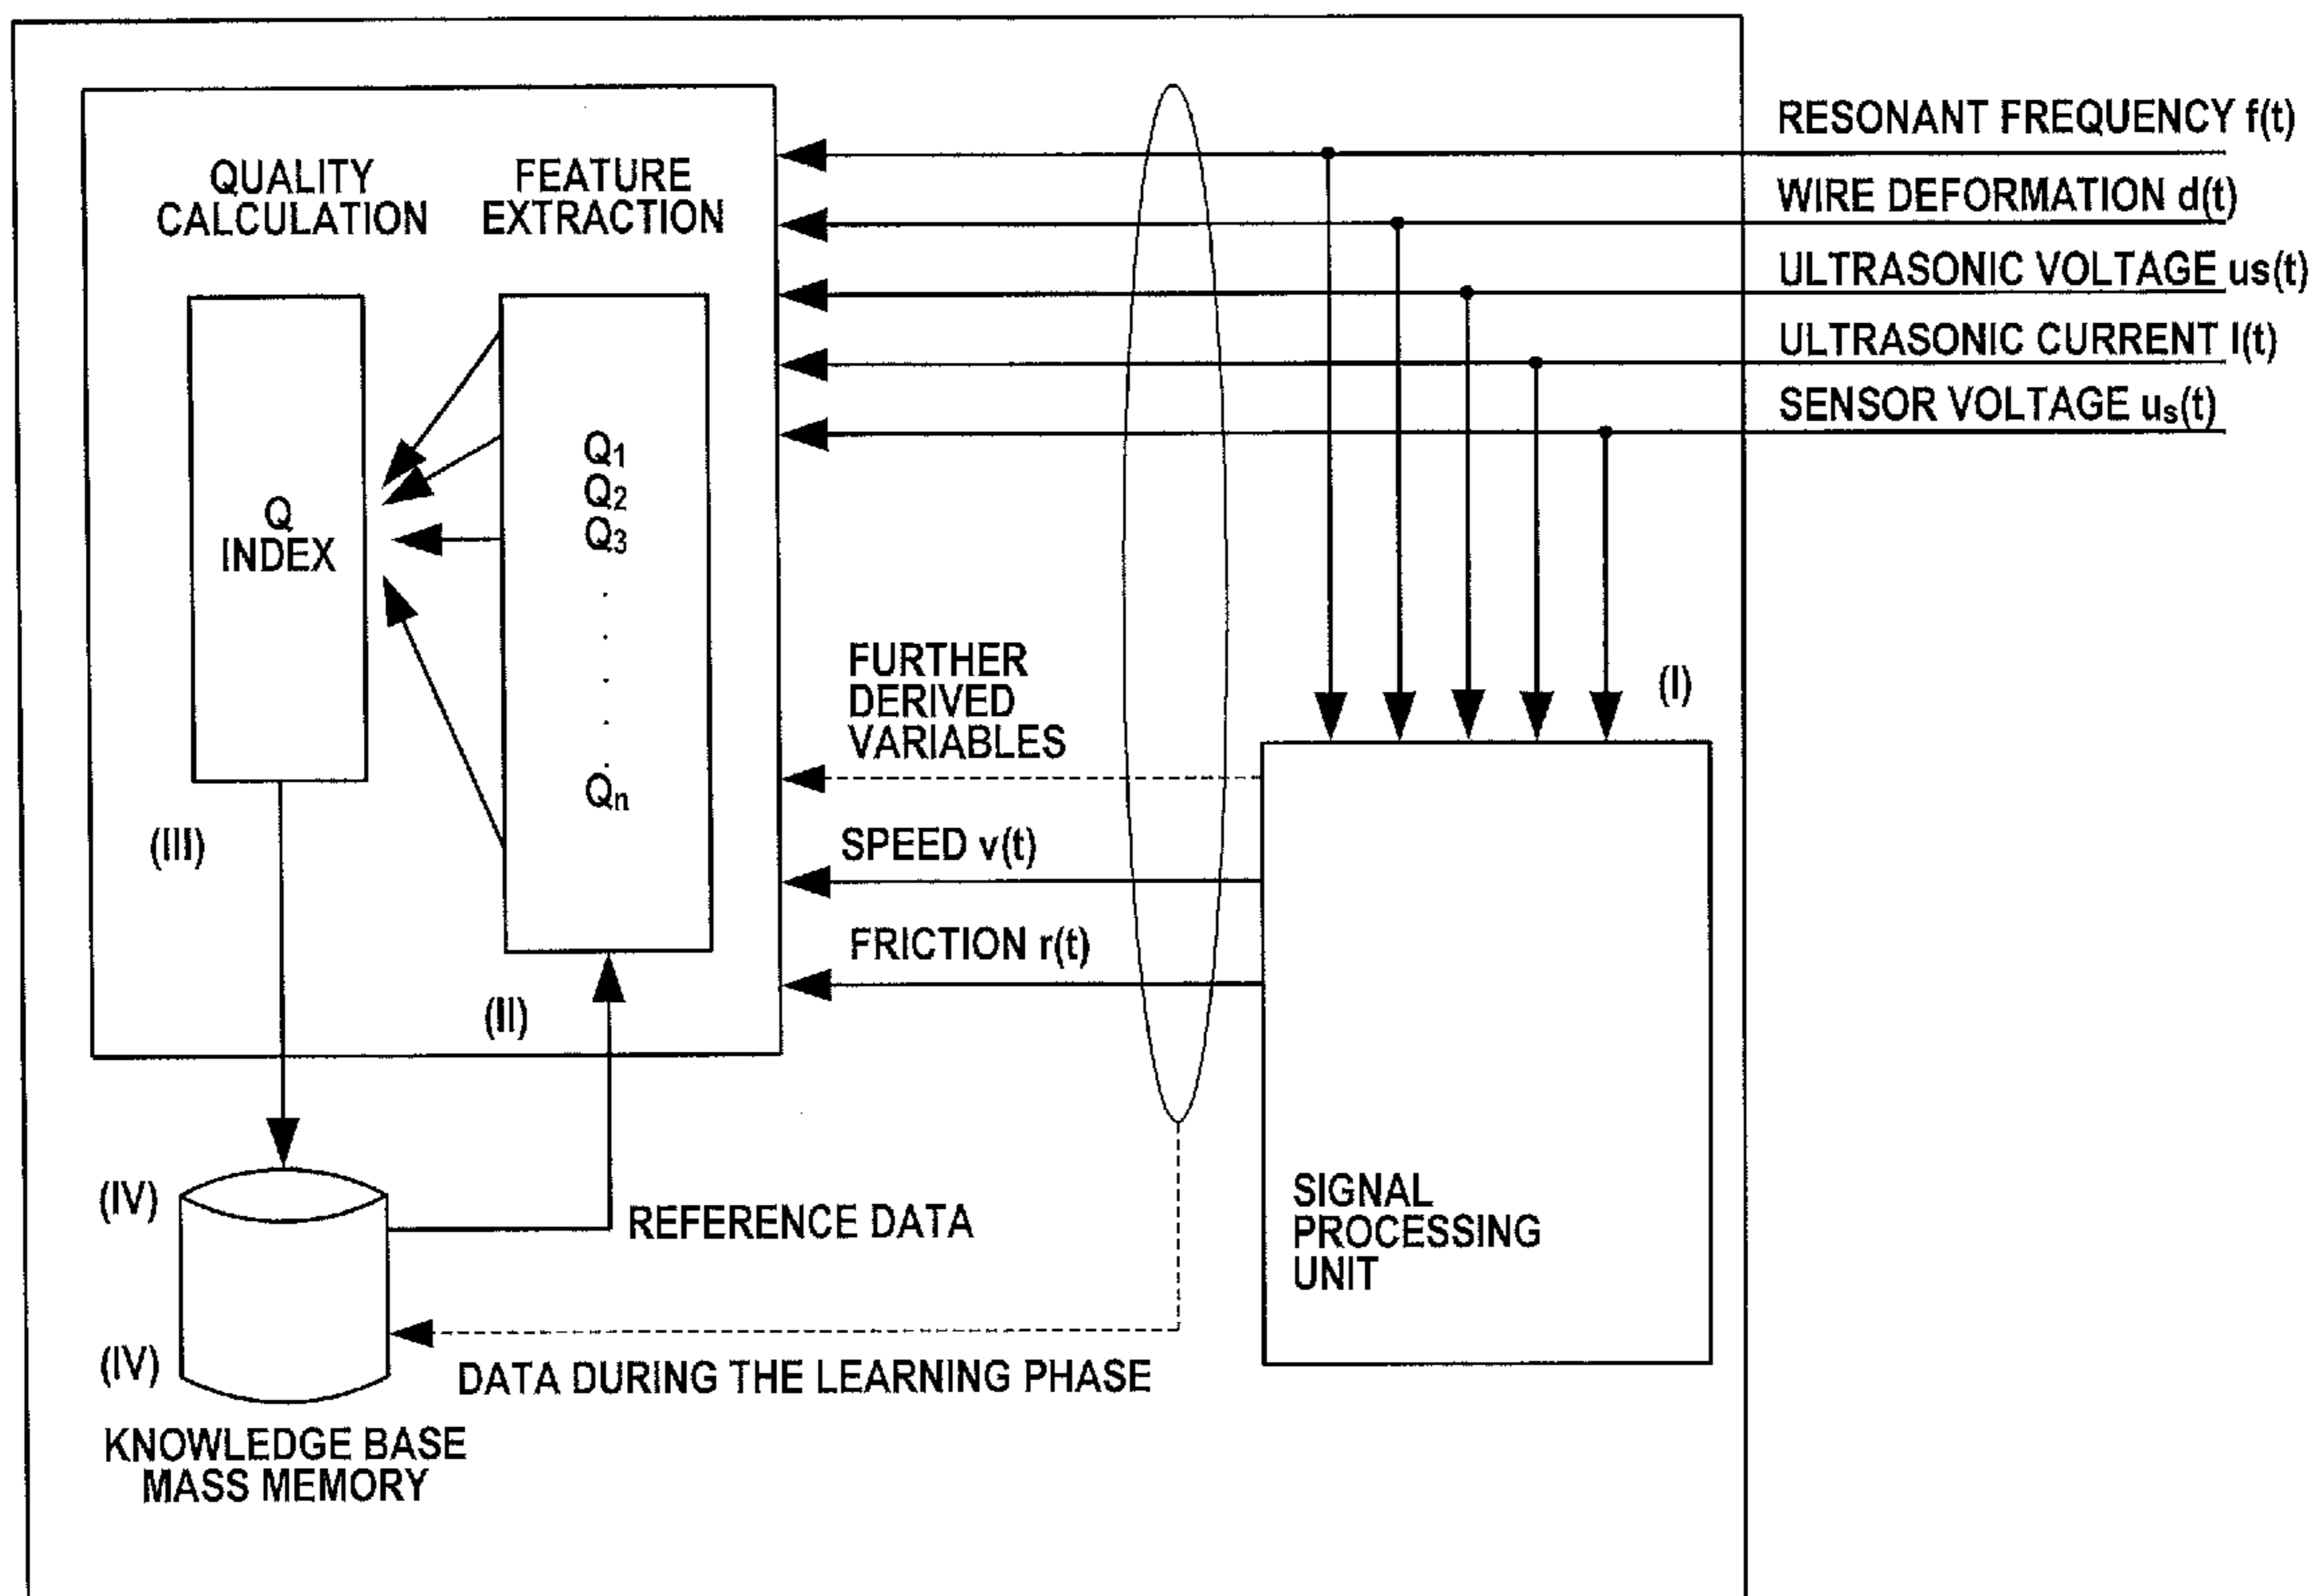 RESONANT FREQUENCY f(t)
WIRE DEFORMATION d(t)
ULTRASONIC VOLTAGE us(t)
ULTRASONIC CURRENT I(t)
SENSOR VOLTAGE us(t)
QUALITY
CALCULATION
FEATURE
EXTRACTION
Q
INDEX
Q1
Q2
Q3
Qn
FURTHER
DERIVED
VARIABLES
(I)
SPEED v(t)
(III)
FRICTION r(t)
(II)
SIGNAL
PROCESSING
UNIT
(IV)
REFERENCE DATA
(IV)
DATA DURING THE LEARNING PHASE
KNOWLEDGE BASE
MASS MEMORY